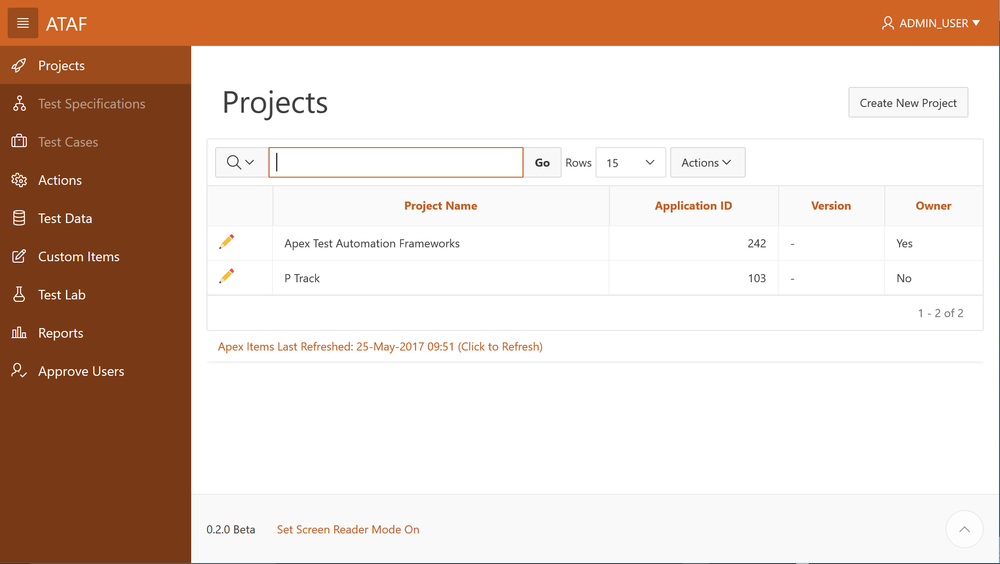 ATAF
ADMIN_USER
Projects
Test Specifications
Test Cases
Actions
Test Data
Custom Items
Test Lab
Reports
Approve Users
Projects
Create New Project
Go Rows 15 Actions
Project Name Application ID Version Owner
Apex Test Automation Frameworks 242 - Yes
P Track 103 - No
1 - 2 of 2
Apex Items Last Refreshed: 25-May-2017 09:51 (Click to Refresh)
0.2.0 Beta Set Screen Reader Mode On